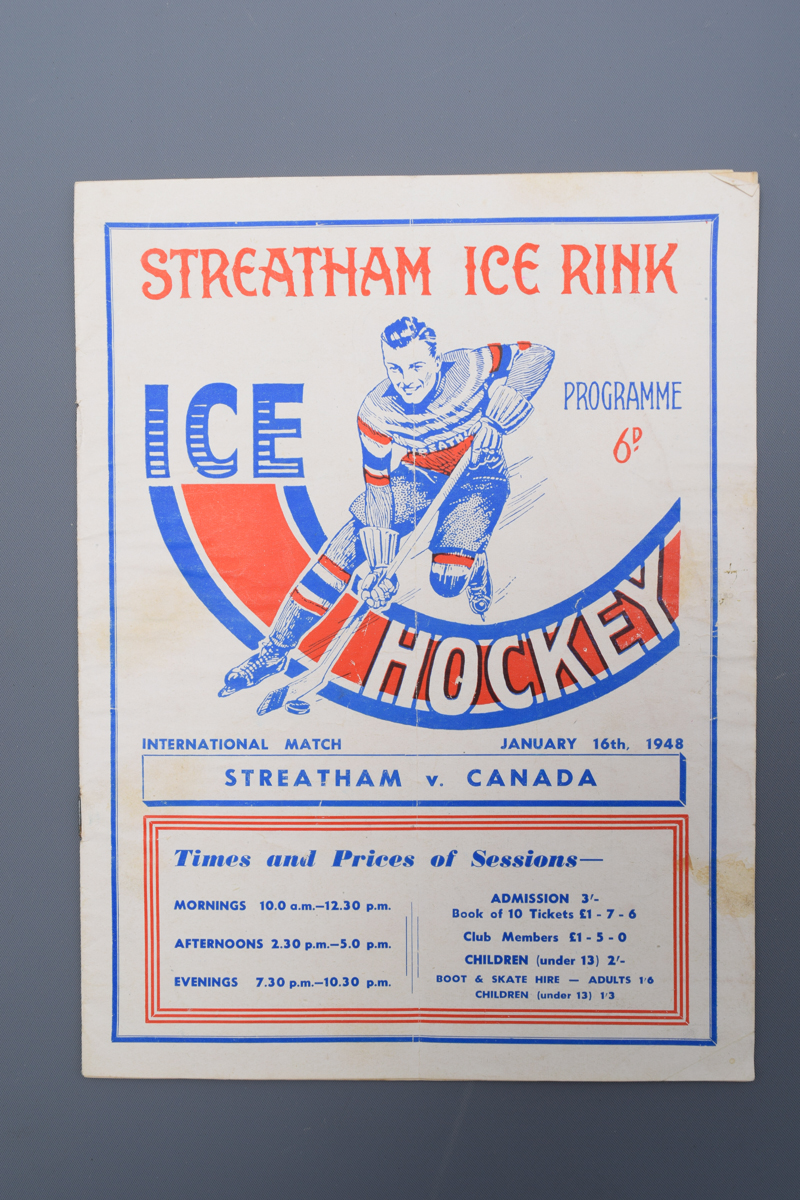 STREATHAM ICE RINK
ICE
PROGRAMME
6D.
STREATH
HOCKEY
INTERNATIONAL MATCH JANUARY 16th, 1948
STREATHAM v. CANADA
Times and Prices of Sessions—
MORNINGS 10.0 a.m.—12.30 p.m.
AFTERNOONS 2.30 p.m.—5.0 p.m.
EVENINGS 7.30 p.m.—10.30 p.m.
ADMISSION 3/-
Book of 10 Tickets £1 - 7 - 6
Club Members £1 - 5 - 0
CHILDREN (under 13) 2/-
BOOT & SKATE HIRE — ADULTS 1'6
CHILDREN (under 13) 1'3